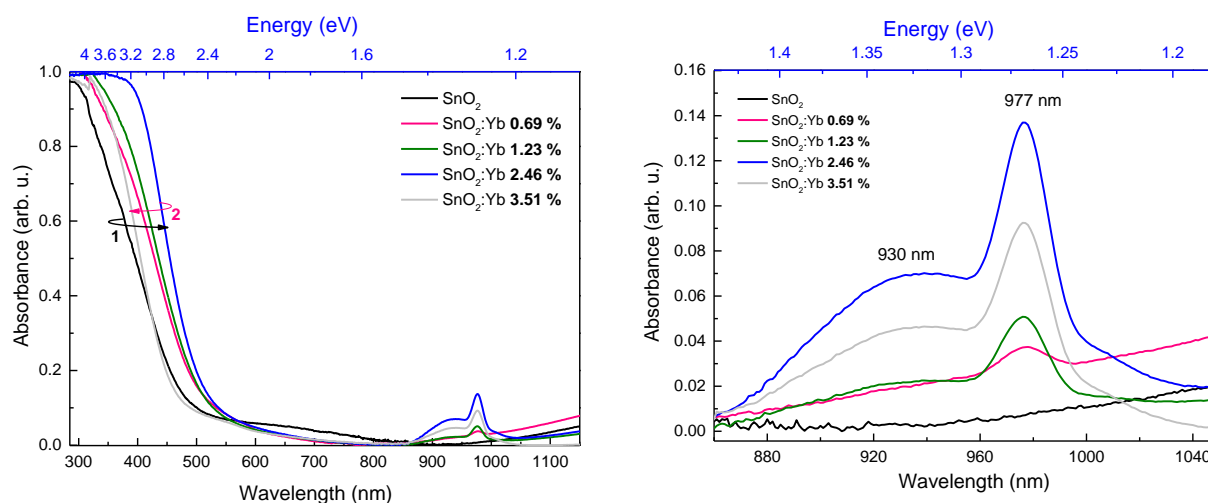 Energy (eV)
4 3.6 3.2 2.8 2.4 2 1.6 1.2
1.0
0.8
0.6
0.4
0.2
0.0
Absorbance (arb. u.)
SnO₂
SnO₂:Yb 0.69 %
SnO₂:Yb 1.23 %
SnO₂:Yb 2.46 %
SnO₂:Yb 3.51 %
2
1
300 400 500 600 700 800 900 1000 1100
Wavelength (nm)
Energy (eV)
1.4 1.35 1.3 1.25 1.2
0.16
0.14
0.12
0.10
0.08
0.06
0.04
0.02
0.00
Absorbance (arb. u.)
977 nm
SnO₂
SnO₂:Yb 0.69 %
SnO₂:Yb 1.23 %
SnO₂:Yb 2.46 %
SnO₂:Yb 3.51 %
930 nm
880 920 960 1000 1040
Wavelength (nm)